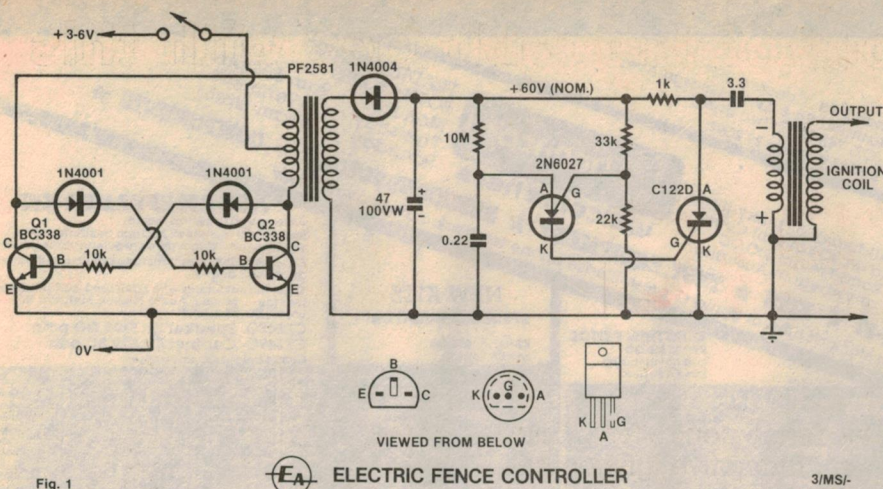 + 3-6V
PF2581
1N4004
+60V (NOM.)
1k
3.3
OUTPUT
10M
33k
1N4001
1N4001
2N6027
C122D
IGNITION
COIL
−
+
A
G
K
A
G
K
47
100VW
+
−
0.22
22k
Q1
BC338
Q2
BC338
C
B
E
10k
10k
C
B
E
0V
B
E
C
K
G
A
K
A
G
VIEWED FROM BELOW
Fig. 1
EA
ELECTRIC FENCE CONTROLLER
3/MS/-